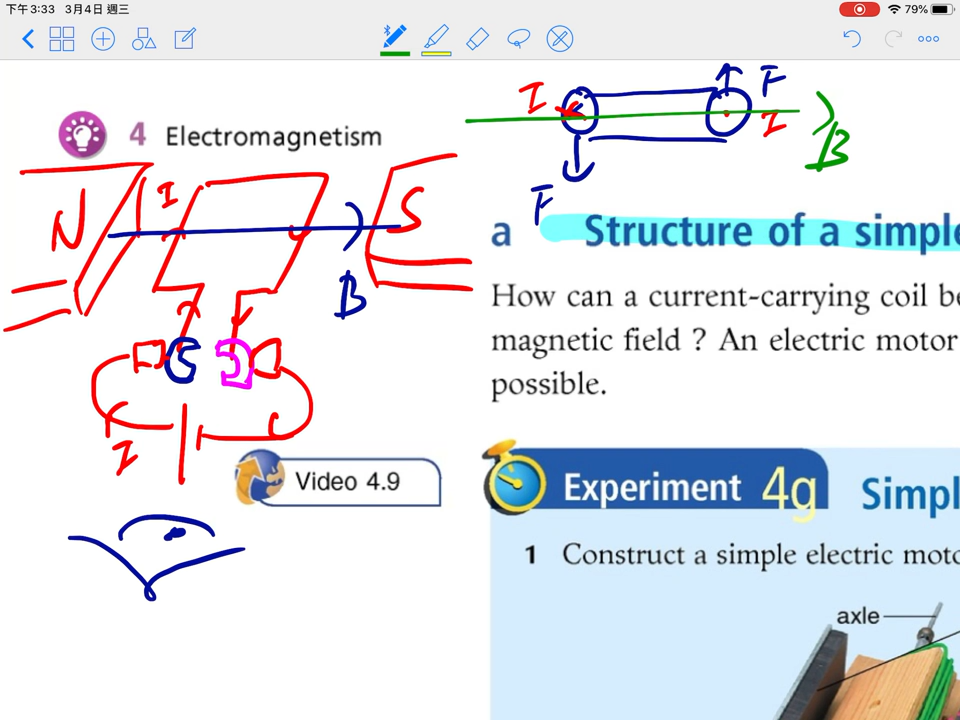 下午3:33 3月4日 週三
79%
4 Electromagnetism
I
I
F
B
F
N
I
S
B
I
a Structure of a simple
How can a current-carrying coil be
magnetic field ? An electric motor
possible.
Video 4.9
Experiment 4g Simpl
1 Construct a simple electric moto
axle